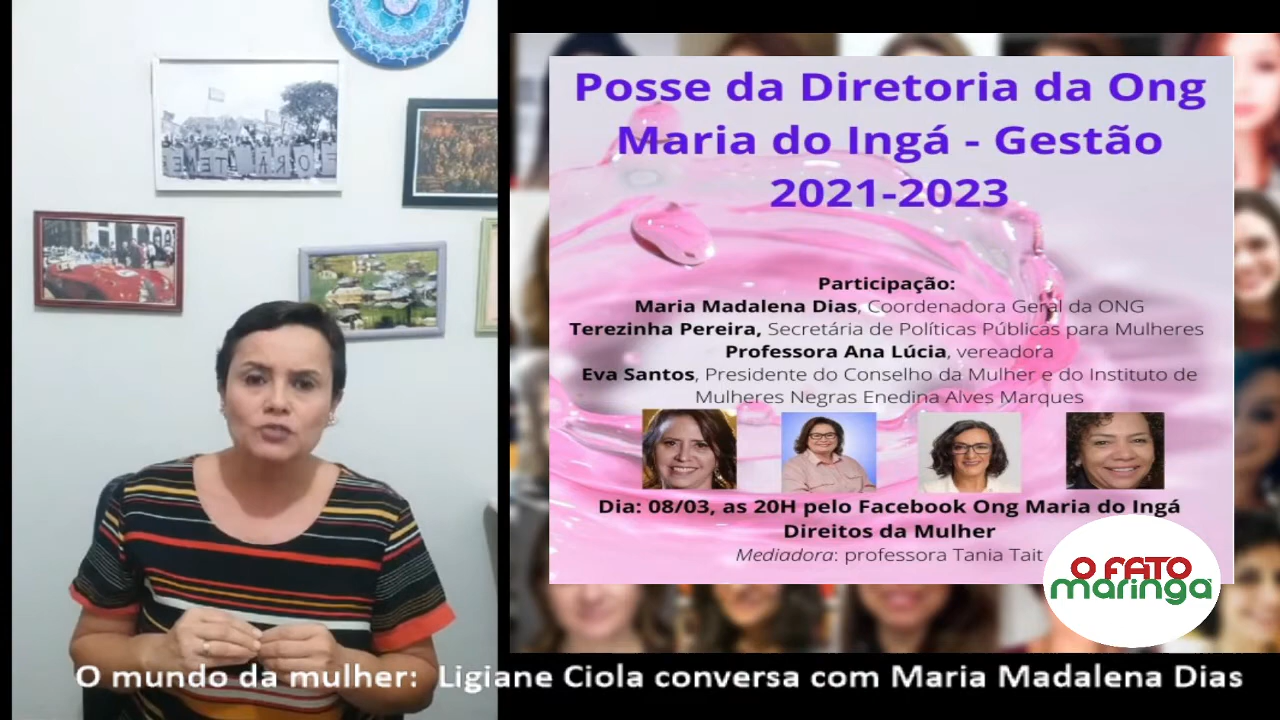 Posse da Diretoria da Ong
Maria do Ingá - Gestão
2021-2023
Participação:
Maria Madalena Dias, Coordenadora Geral da ONG
Terezinha Pereira, Secretária de Políticas Públicas para Mulheres
Professora Ana Lúcia, vereadora
Eva Santos, Presidente do Conselho da Mulher e do Instituto de
Mulheres Negras Enedina Alves Marques
Dia: 08/03, as 20H pelo Facebook Ong Maria do Ingá
Direitos da Mulher
Mediadora: professora Tania Tait
O FATO
maringá
O mundo da mulher: Ligiane Ciola conversa com Maria Madalena Dias